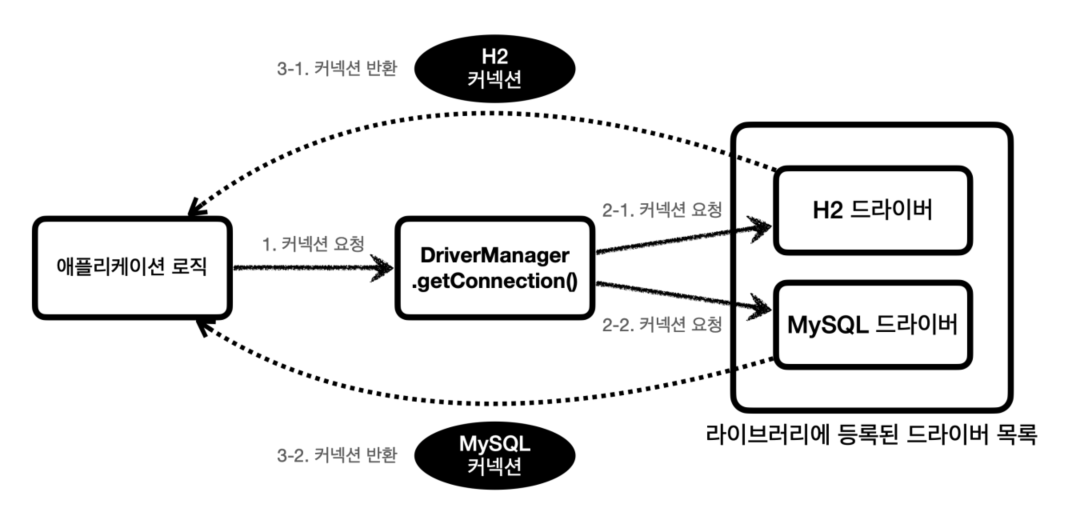 3-1. 커넥션 반환
H2
커넥션
2-1. 커넥션 요청
H2 드라이버
애플리케이션 로직
1. 커넥션 요청
DriverManager
.getConnection()
2-2. 커넥션 요청
MySQL 드라이버
라이브러리에 등록된 드라이버 목록
3-2. 커넥션 반환
MySQL
커넥션